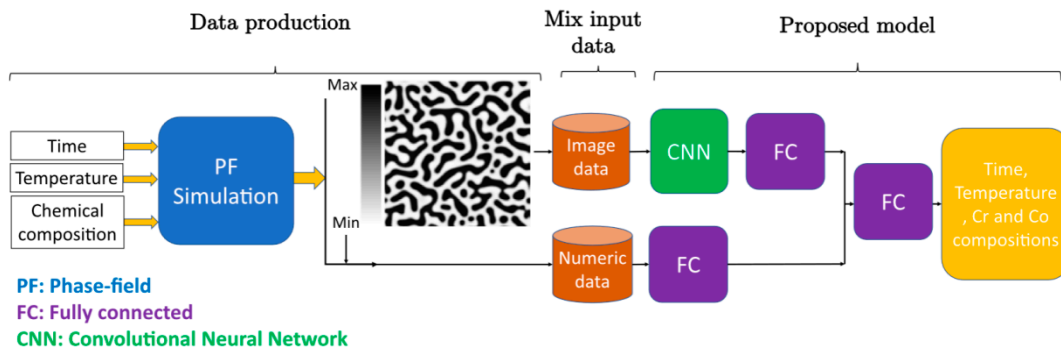 Data production
Mix input
data
Proposed model
Max
Min
Time
Temperature
Chemical
composition
PF
Simulation
Image
data
CNN
FC
Numeric
data
FC
FC
Time,
Temperature
, Cr and Co
compositions
PF: Phase-field
FC: Fully connected
CNN: Convolutional Neural Network